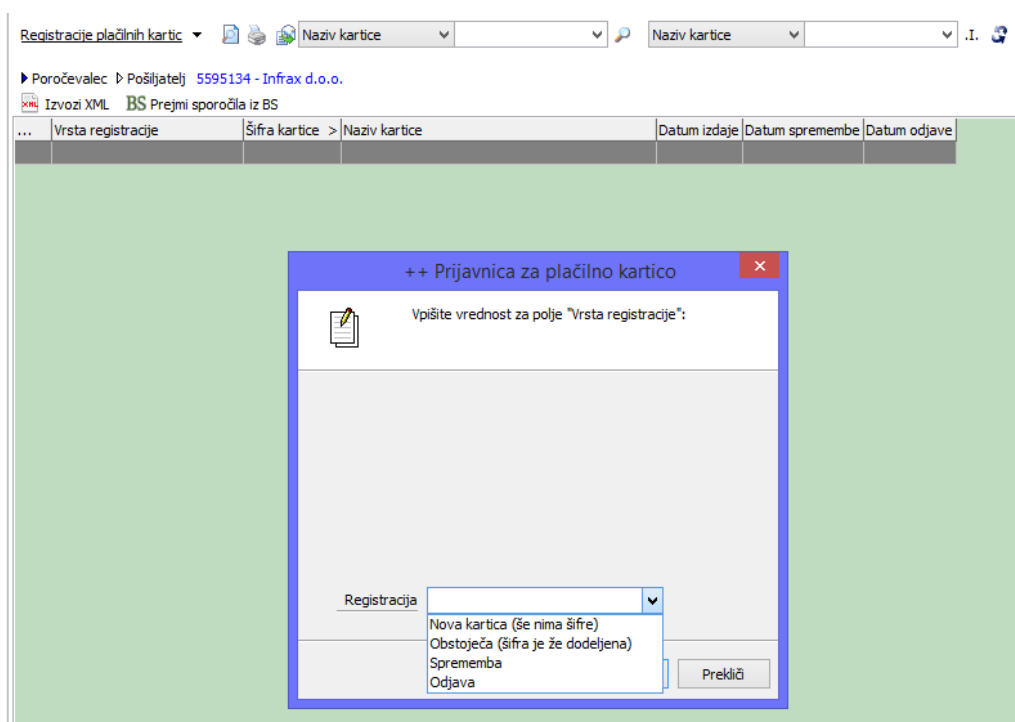 Registracije plačilnih kartic Naziv kartice Naziv kartice .I.
Poročevalec Pošiljatelj 5595134 - Infrax d.o.o.
XML Izvozi XML BS Prejmi sporočila iz BS
... Vrsta registracije Šifra kartice > Naziv kartice Datum izdaje Datum spremembe Datum odjave
++ Prijavnica za plačilno kartico
Vpišite vrednost za polje "Vrsta registracije":
Registracija
Nova kartica (še nima šifre)
Obstoječa (šifra je že dodeljena)
Sprememba
Odjava
Prekliči